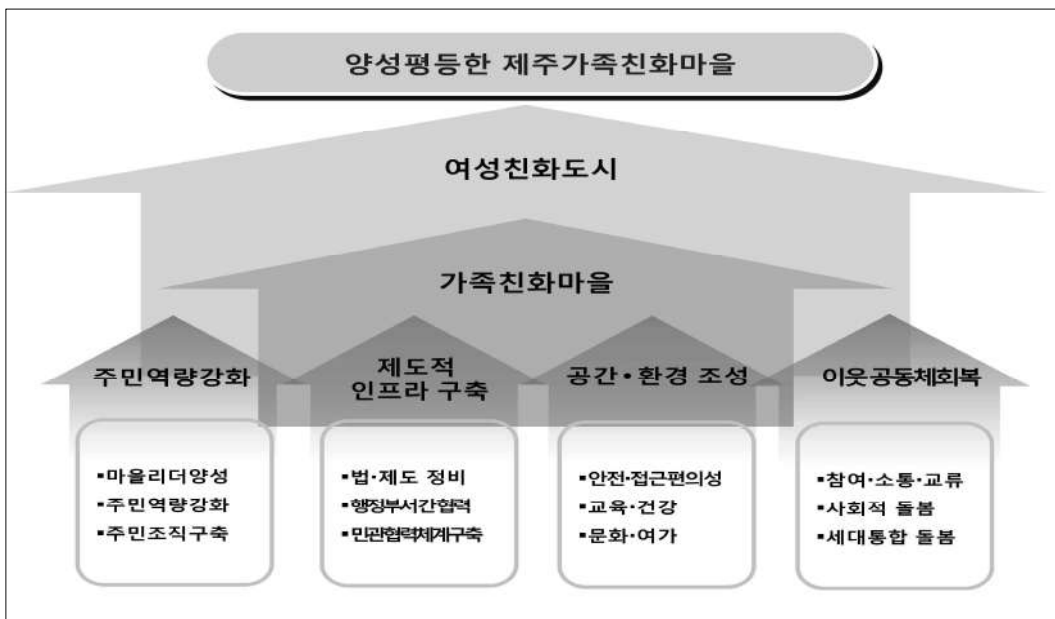 양성평등한 제주가족친화마을
여성친화도시
가족친화마을
주민역량강화
▪마을리더양성
▪주민역량강화
▪주민조직구축
제도적
인프라 구축
▪법·제도 정비
▪행정부서간협력
▪민관협력체계구축
공간·환경 조성
▪안전·접근편의성
▪교육·건강
▪문화·여가
이웃공동체회복
▪참여·소통·교류
▪사회적 돌봄
▪세대통합 돌봄